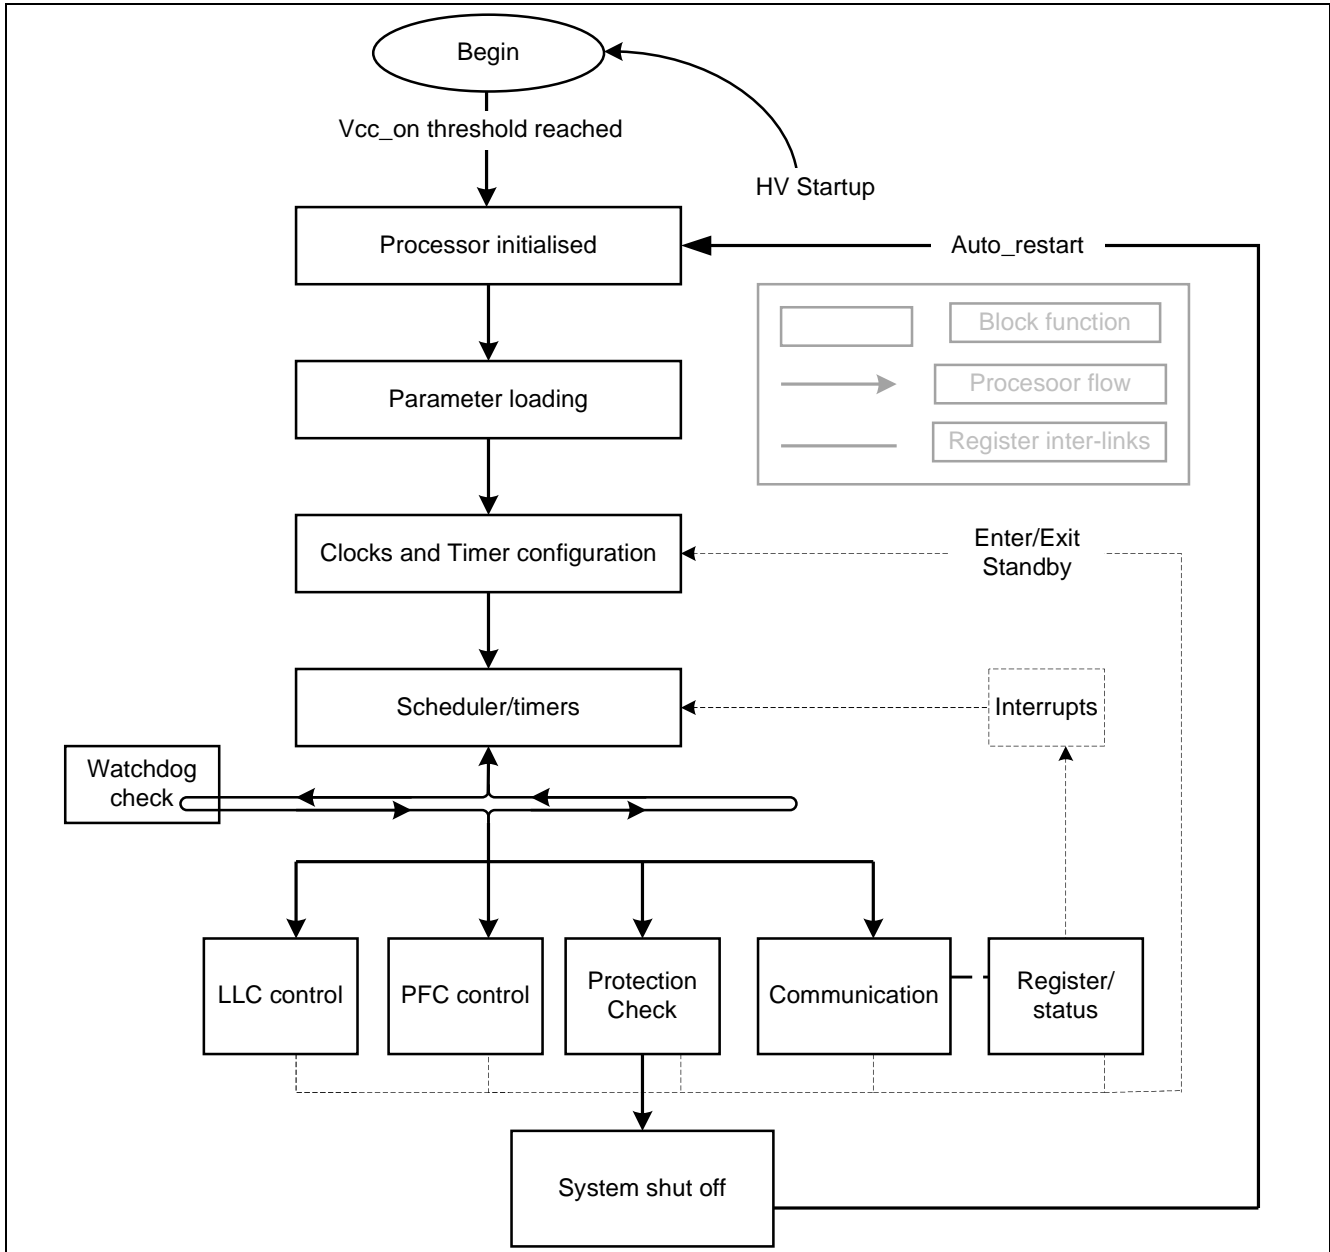 Begin
Vcc_on threshold reached
HV Startup
Processor initialised
Auto_restart
Block function
Parameter loading
Procesoor flow
Register inter-links
Clocks and Timer configuration
Enter/Exit
Standby
Scheduler/timers
Interrupts
Watchdog
check
LLC control
PFC control
Protection
Check
Communication
Register/
status
System shut off